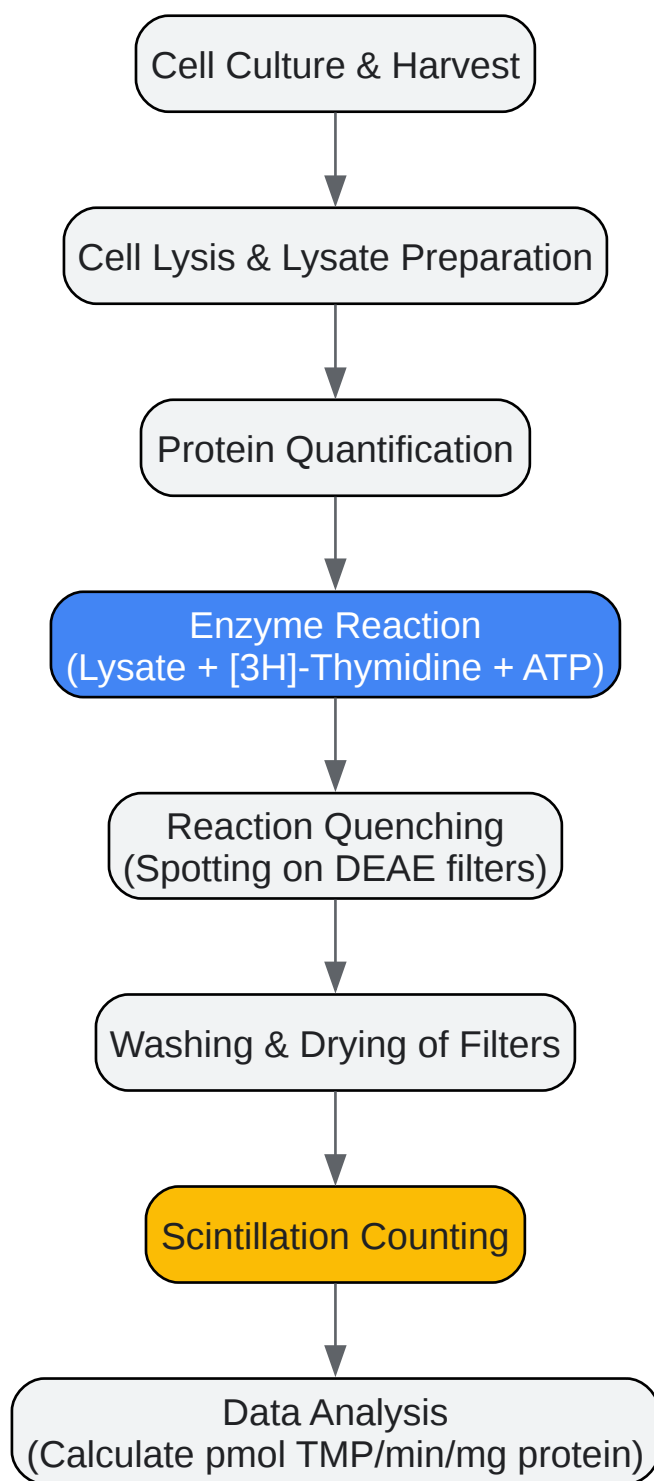 Cell Culture & Harvest
Cell Lysis & Lysate Preparation
Protein Quantification
Enzyme Reaction
(Lysate + [3H]-Thymidine + ATP)
Reaction Quenching
(Spotting on DEAE filters)
Washing & Drying of Filters
Scintillation Counting
Data Analysis
(Calculate pmol TMP/min/mg protein)